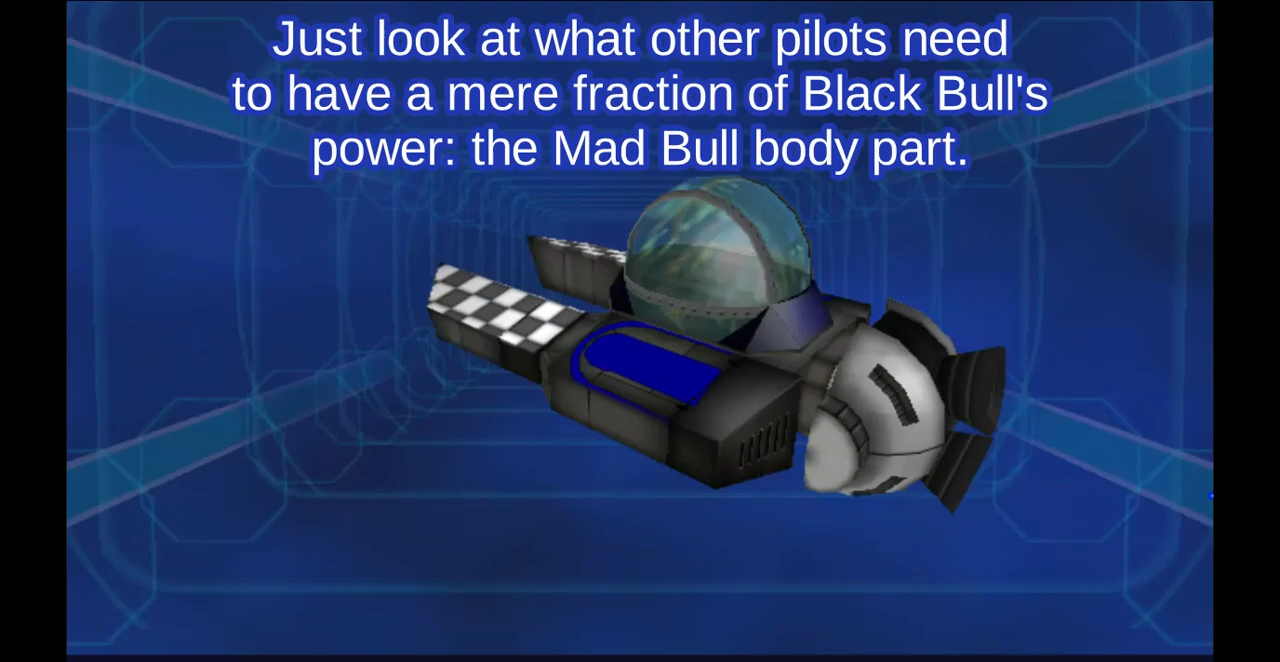 Just look at what other pilots need
to have a mere fraction of Black Bull's
power: the Mad Bull body part.